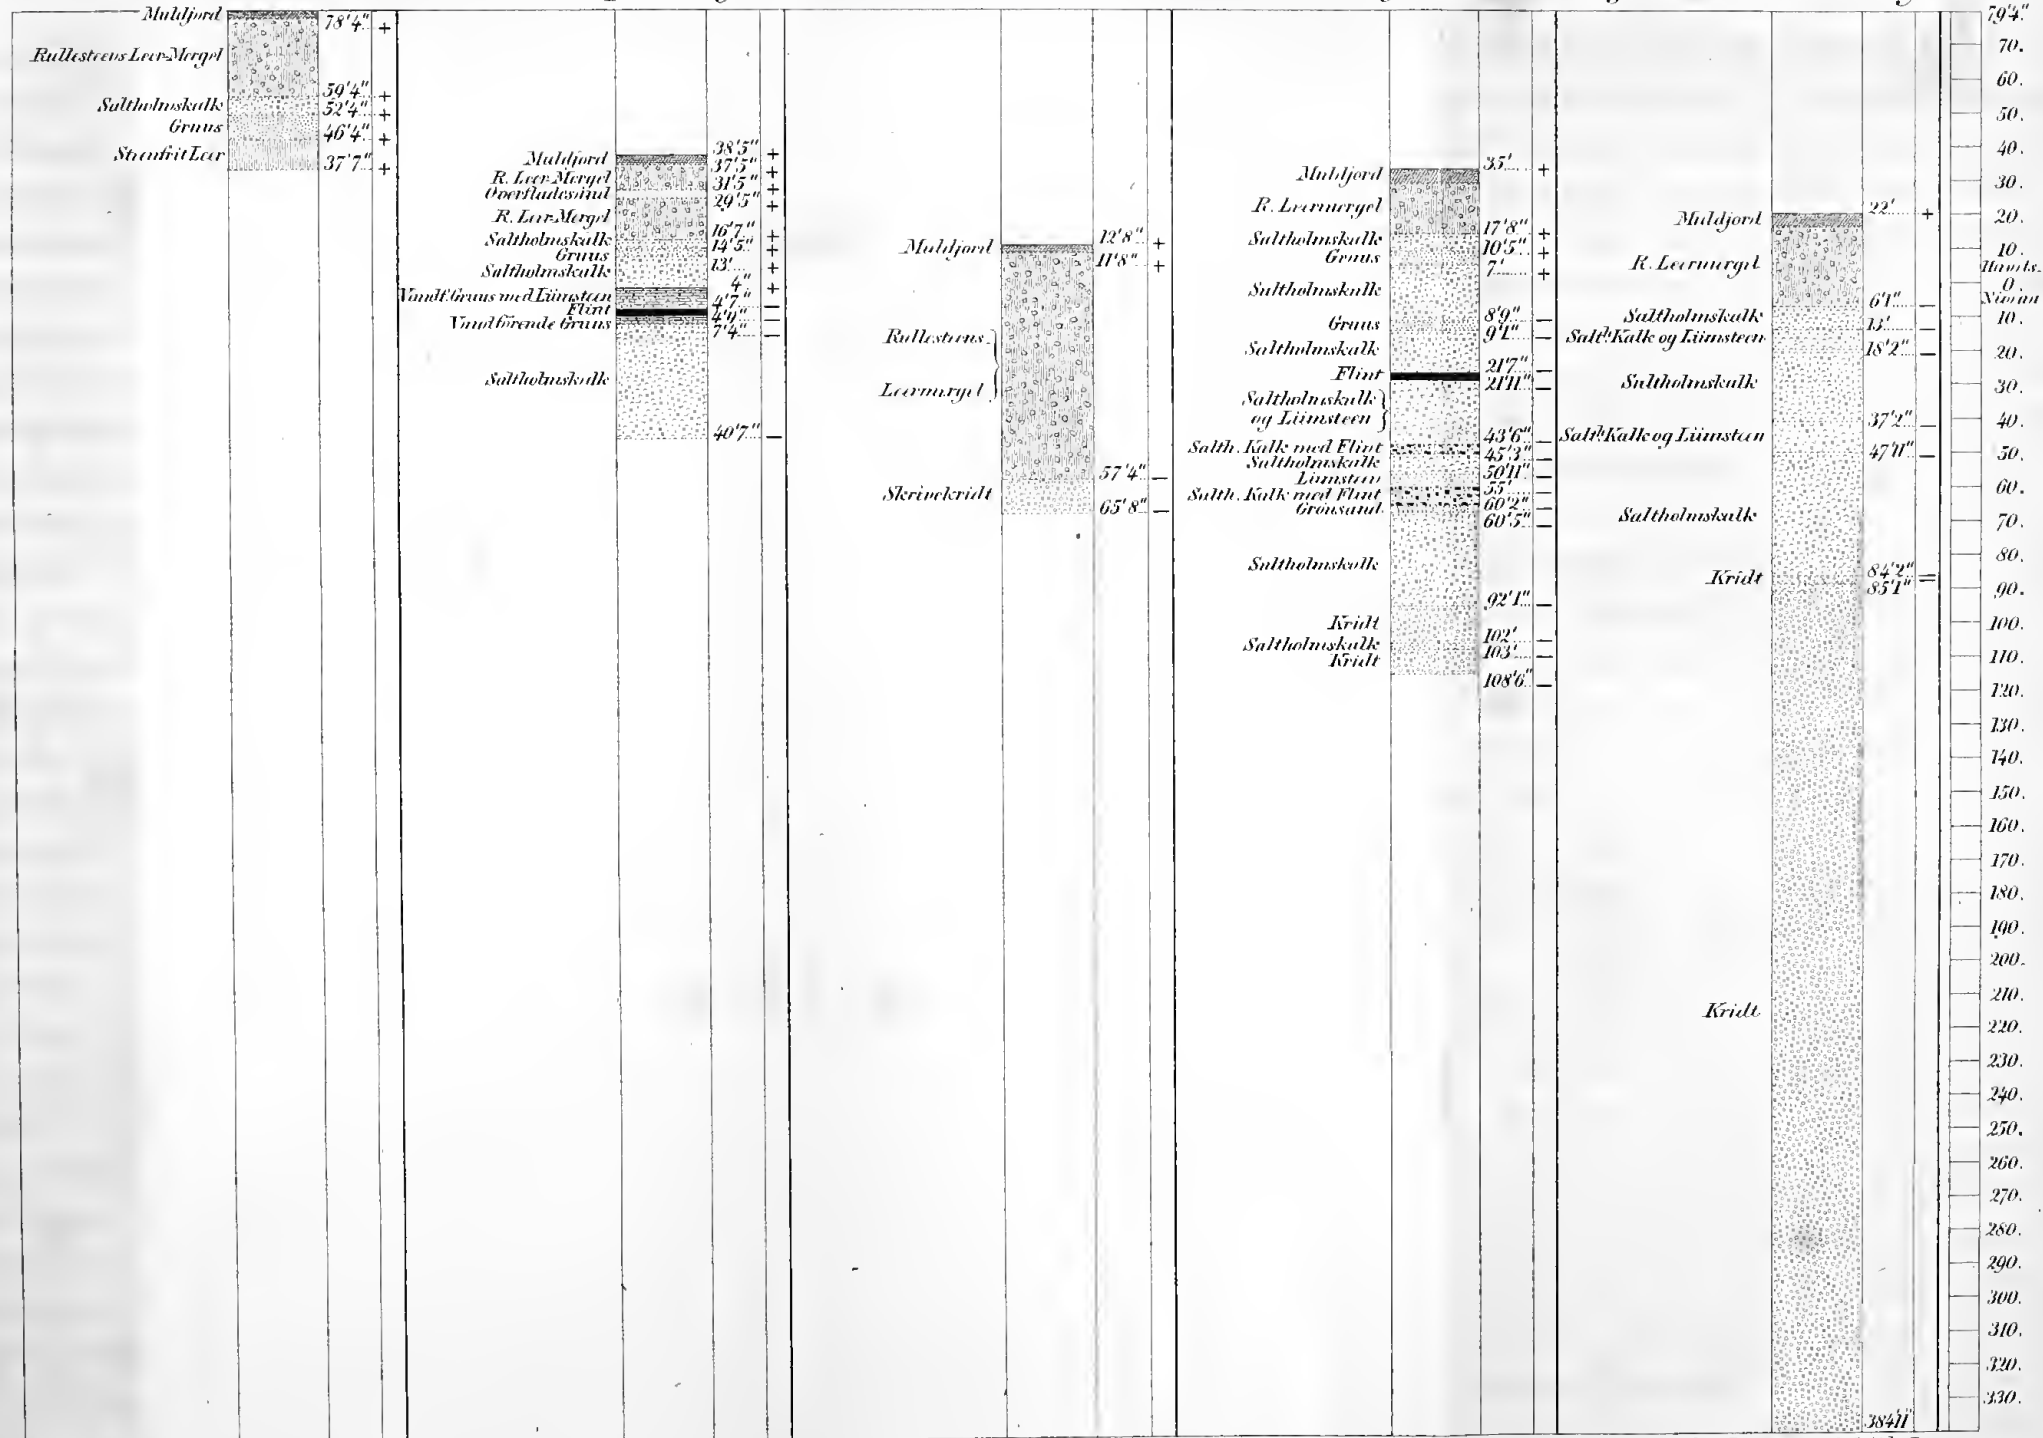 Muldjord
78'4" +
Rullesteens Leer-Mergel
59'4" +
Saltholmskalk
52'4" +
Gruus
46'4" +
Steenfrit Leer
37'7" +
Muldjord
38'5" +
37'5" +
R. Leer-Mergel
31'5" +
Overfladesand
29'5" +
R. Leer-Mergel
16'7" +
Saltholmskalk
14'5" +
Gruus
13' +
Saltholmskalk
4" +
Vandf. Gruus med Liimsteen
4'7" –
Flint
4'9" –
Vandförende Gruus
7'4" –
Saltholmskalk
40'7" –
Muldjord
12'8" +
11'8" +
Rullesteens-
Leermergel
57'4" –
Skrivekridt
65'8" –
Muldjord
35' +
R. Leermergel
17'8" +
Saltholmskalk
10'5" +
Gruus
7' +
Saltholmskalk
8'9" –
Gruus
9'1" –
Saltholmskalk
21'7" –
Flint
21'11" –
Saltholmskalk
og Liimsteen
43'6" –
Salth. Kalk med Flint
45'3" –
Saltholmskalk
50'11" –
Liimsteen
55' –
Salth. Kalk med Flint
60'2" –
Grönsand
60'5" –
Saltholmskalk
92'1" –
Kridt
102' –
Saltholmskalk
103' –
Kridt
108'6" –
Muldjord
22' +
R. Leermergel
6'1" –
Saltholmskalk
13' –
Salth. Kalk og Liimsteen
18'2" –
Saltholmskalk
37'2" –
Salth. Kalk og Liimsteen
47'11" –
Saltholmskalk
84'2" –
Kridt
85'1" –
Kridt
384'11"
79'4"
70.
60.
50.
40.
30.
20.
10.
Havets-
0.
Niveau
10.
20.
30.
40.
50.
60.
70.
80.
90.
100.
110.
120.
130.
140.
150.
160.
170.
180.
190.
200.
210.
220.
230.
240.
250.
260.
270.
280.
290.
300.
310.
320.
330.